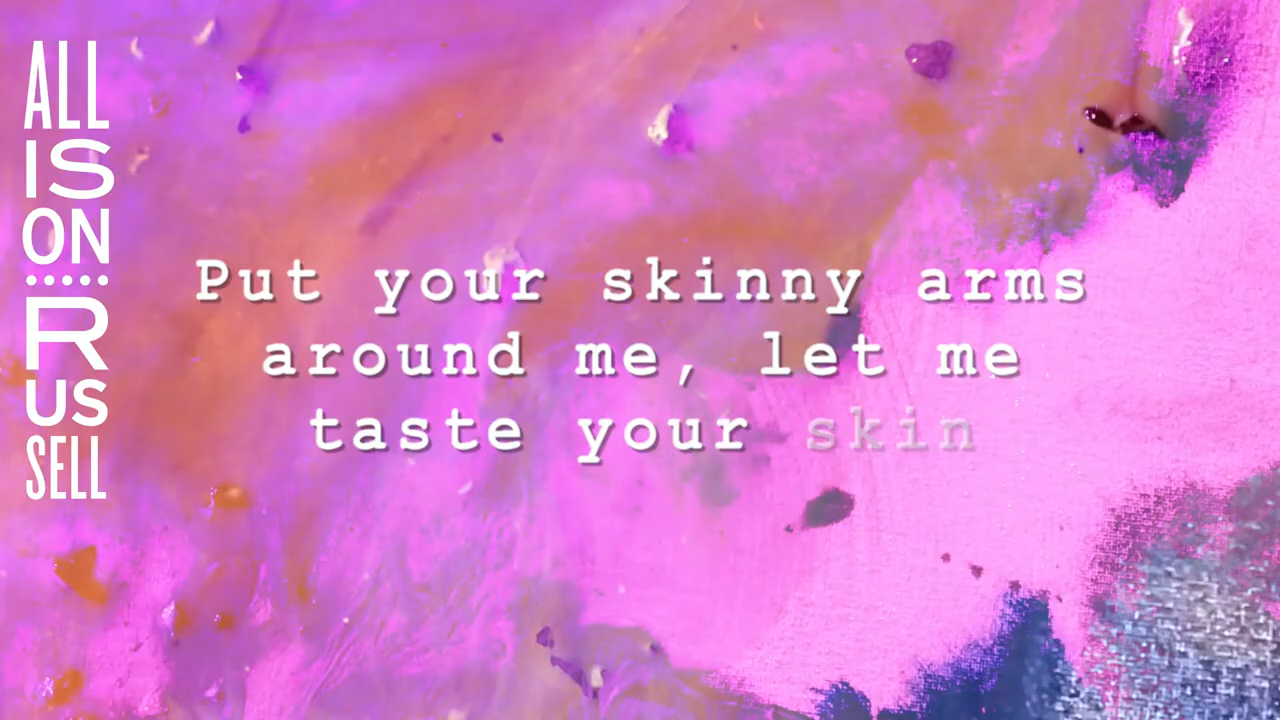 ALL
IS
ON
R
US
SELL
Put your skinny arms
around me, let me
taste your skin